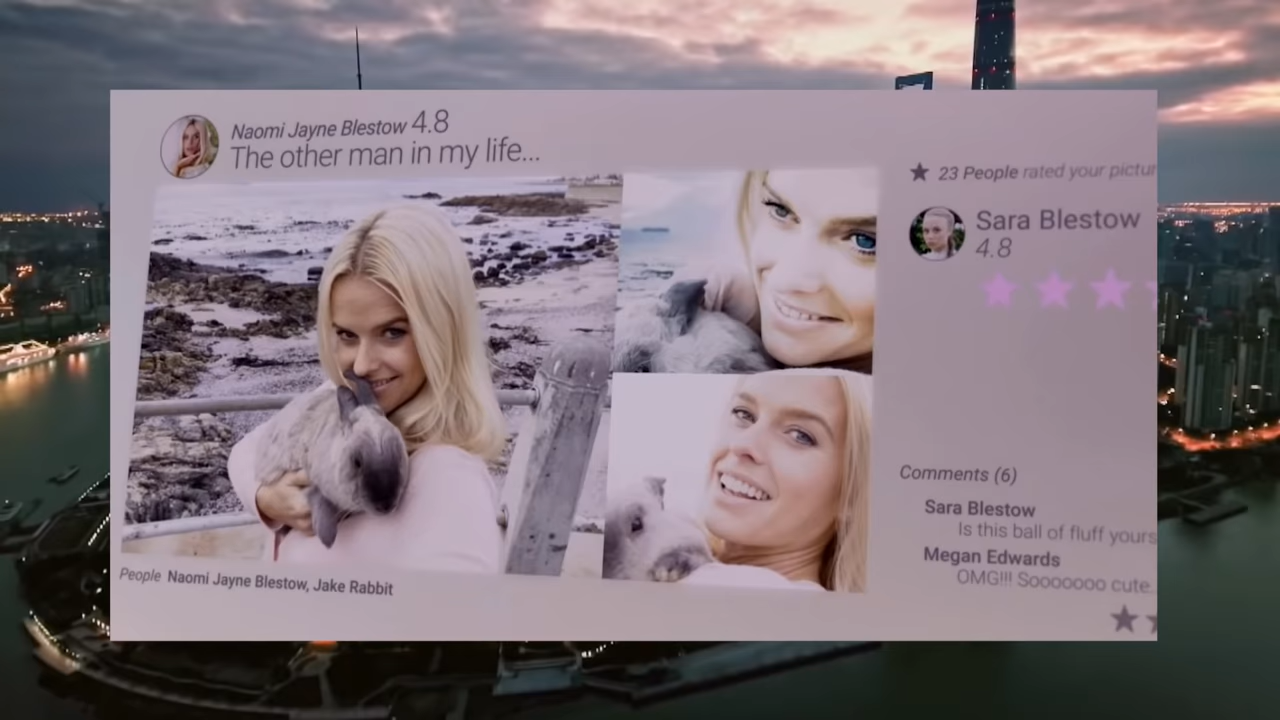 Naomi Jayne Blestow 4.8
The other man in my life...
23 People rated your
Sara Blestow
4.8
People Naomi Jayne Blestow, Jake Rabbit
Comments (6)
Sara Blestow
Is this ball of fluff yours
Megan Edwards
OMG!!! Sooooooo cute